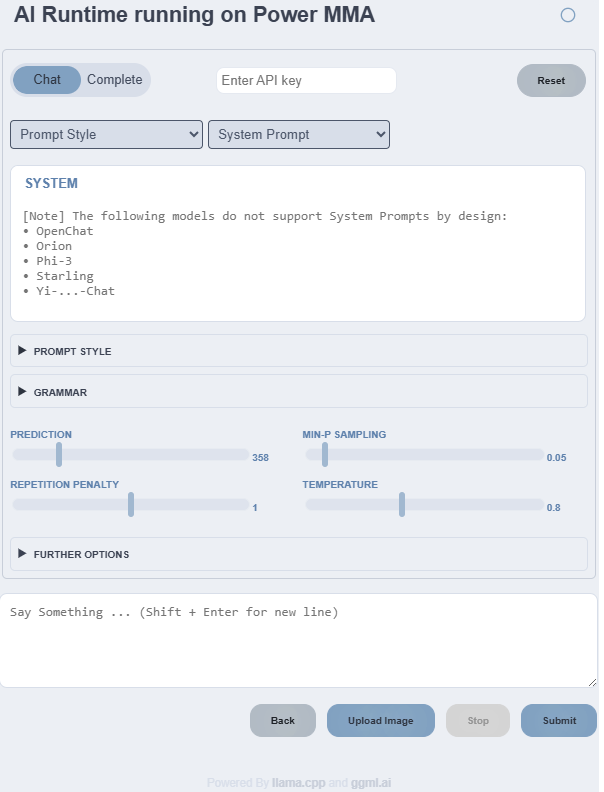 AI Runtime running on Power MMA
Chat Complete Enter API key Reset
Prompt Style System Prompt
SYSTEM
[Note] The following models do not support System Prompts by design:
• OpenChat
• Orion
• Phi-3
• Starling
• Yi-...-Chat
PROMPT STYLE
GRAMMAR
PREDICTION 358
MIN-P SAMPLING 0.05
REPETITION PENALTY 1
TEMPERATURE 0.8
FURTHER OPTIONS
Say Something ... (Shift + Enter for new line)
Back Upload Image Stop Submit
Powered By llama.cpp and ggml.ai